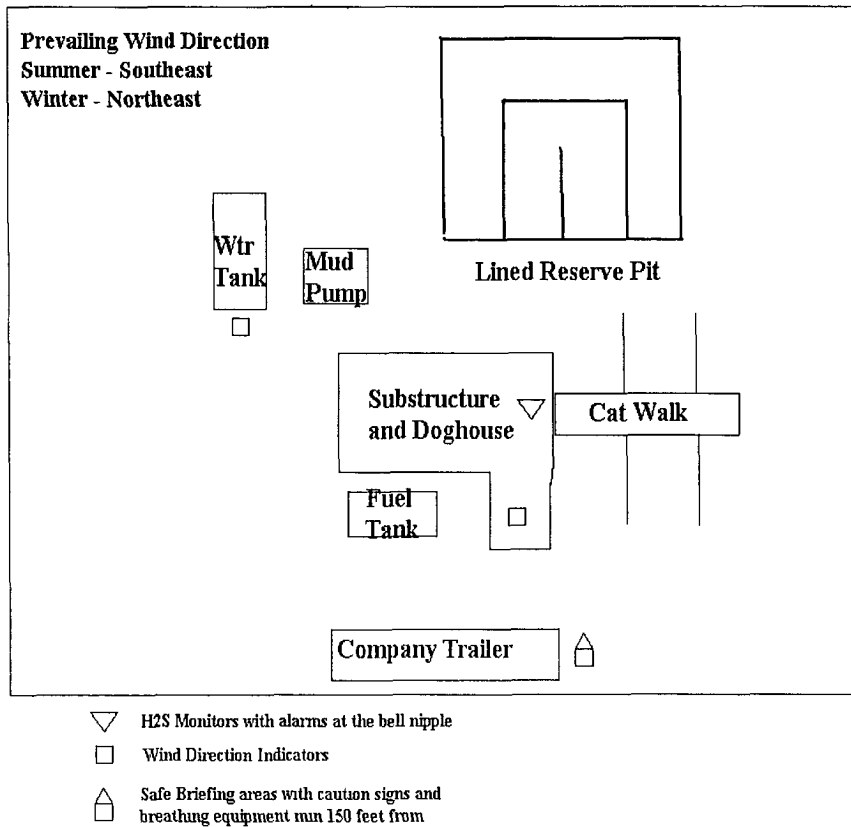 Prevailing Wind Direction
Summer - Southeast
Winter - Northeast
Wtr
Tank
Mud
Pump
Lined Reserve Pit
Substructure
and Doghouse
Cat Walk
Fuel
Tank
Company Trailer
H2S Monitors with alarms at the bell nipple
Wind Direction Indicators
Safe Briefing areas with caution signs and
breathing equipment min 150 feet from